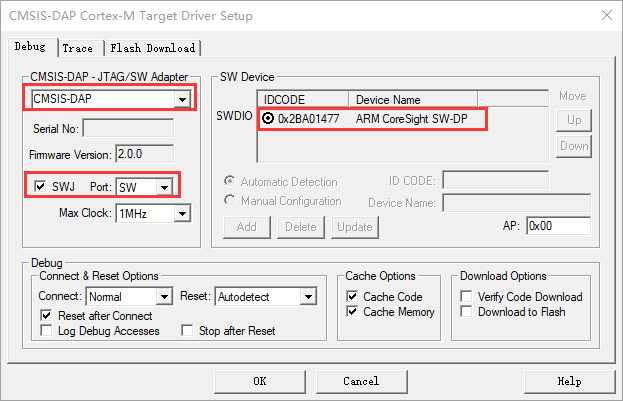 CMSIS-DAP Cortex-M Target Driver Setup
Debug Trace Flash Download
CMSIS-DAP - JTAG/SW Adapter
CMSIS-DAP
Serial No:
Firmware Version: 2.0.0
SWJ Port: SW
Max Clock: 1MHz
SW Device
IDCODE Device Name Move
SWDIO 0x2BA01477 ARM CoreSight SW-DP Up
Down
Automatic Detection ID CODE:
Manual Configuration Device Name:
Add Delete Update AP: 0x00
Debug
Connect & Reset Options
Connect: Normal Reset: Autodetect
Reset after Connect
Log Debug Accesses Stop after Reset
Cache Options
Cache Code
Cache Memory
Download Options
Verify Code Download
Download to Flash
OK Cancel Help